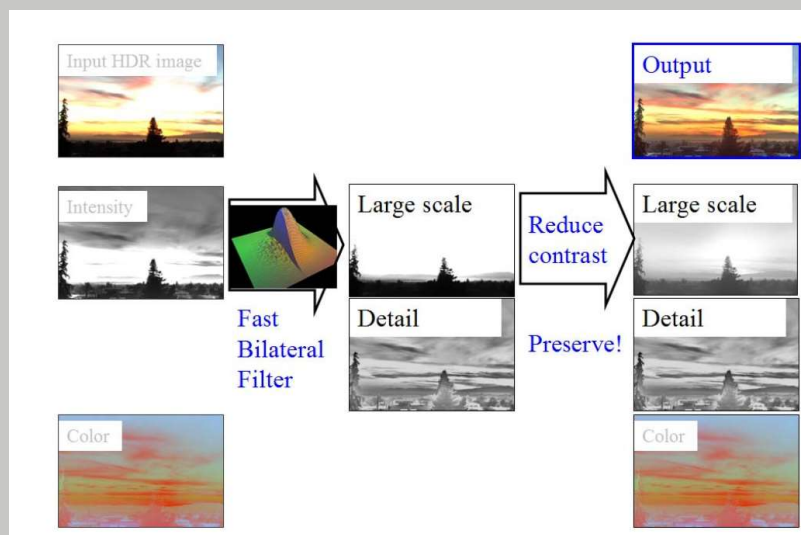 Input HDR image
Output
Intensity
Large scale
Reduce
contrast
Large scale
Fast
Bilateral
Filter
Detail
Preserve!
Detail
Color
Color